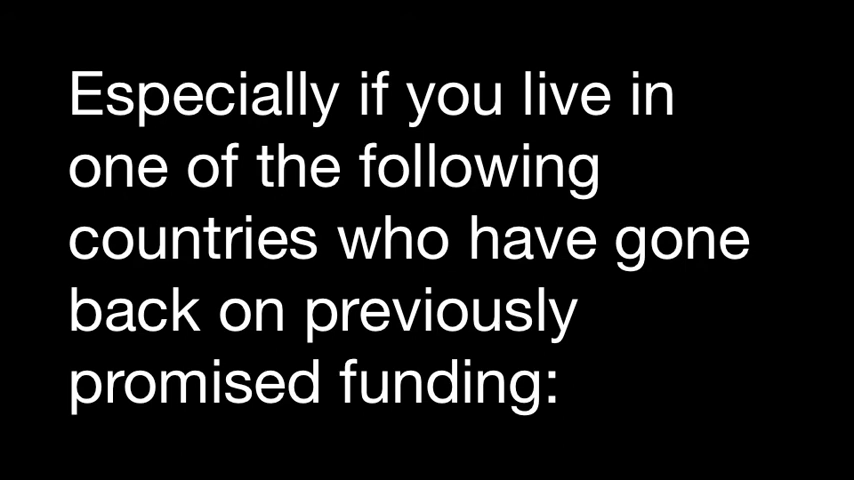 Especially if you live in
one of the following
countries who have gone
back on previously
promised funding: